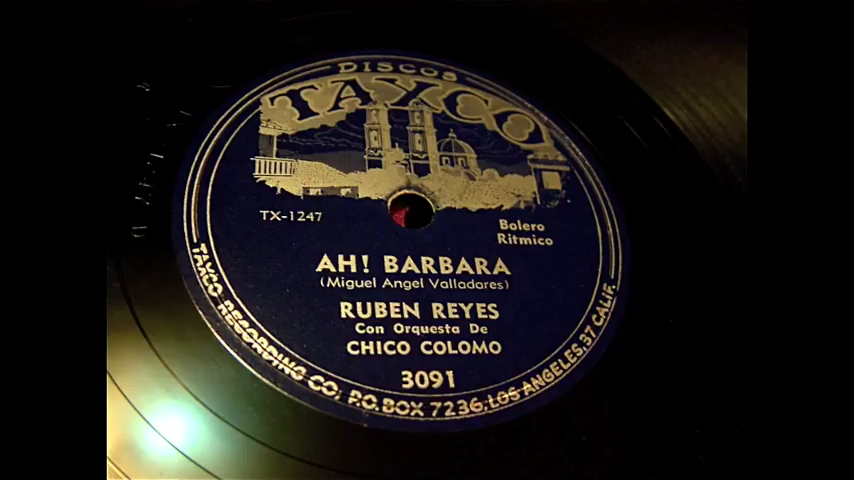 DISCOS
TAXCO
TX-1247
Bolero
Ritmico
AH! BARBARA
(Miguel Angel Valladares)
RUBEN REYES
Con Orquesta De
CHICO COLOMO
3091
TAXCO RECORDING CO. P.O. BOX 7236, LOS ANGELES, 37 CALIF.